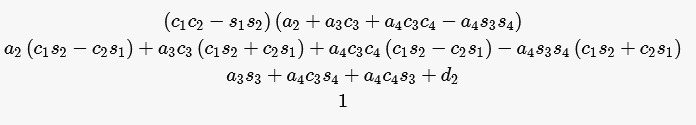 (c₁c₂ − s₁s₂) (a₂ + a₃c₃ + a₄c₃c₄ − a₄s₃s₄)
a₂ (c₁s₂ − c₂s₁) + a₃c₃ (c₁s₂ + c₂s₁) + a₄c₃c₄ (c₁s₂ − c₂s₁) − a₄s₃s₄ (c₁s₂ + c₂s₁)
a₃s₃ + a₄c₃s₄ + a₄c₄s₃ + d₂
1